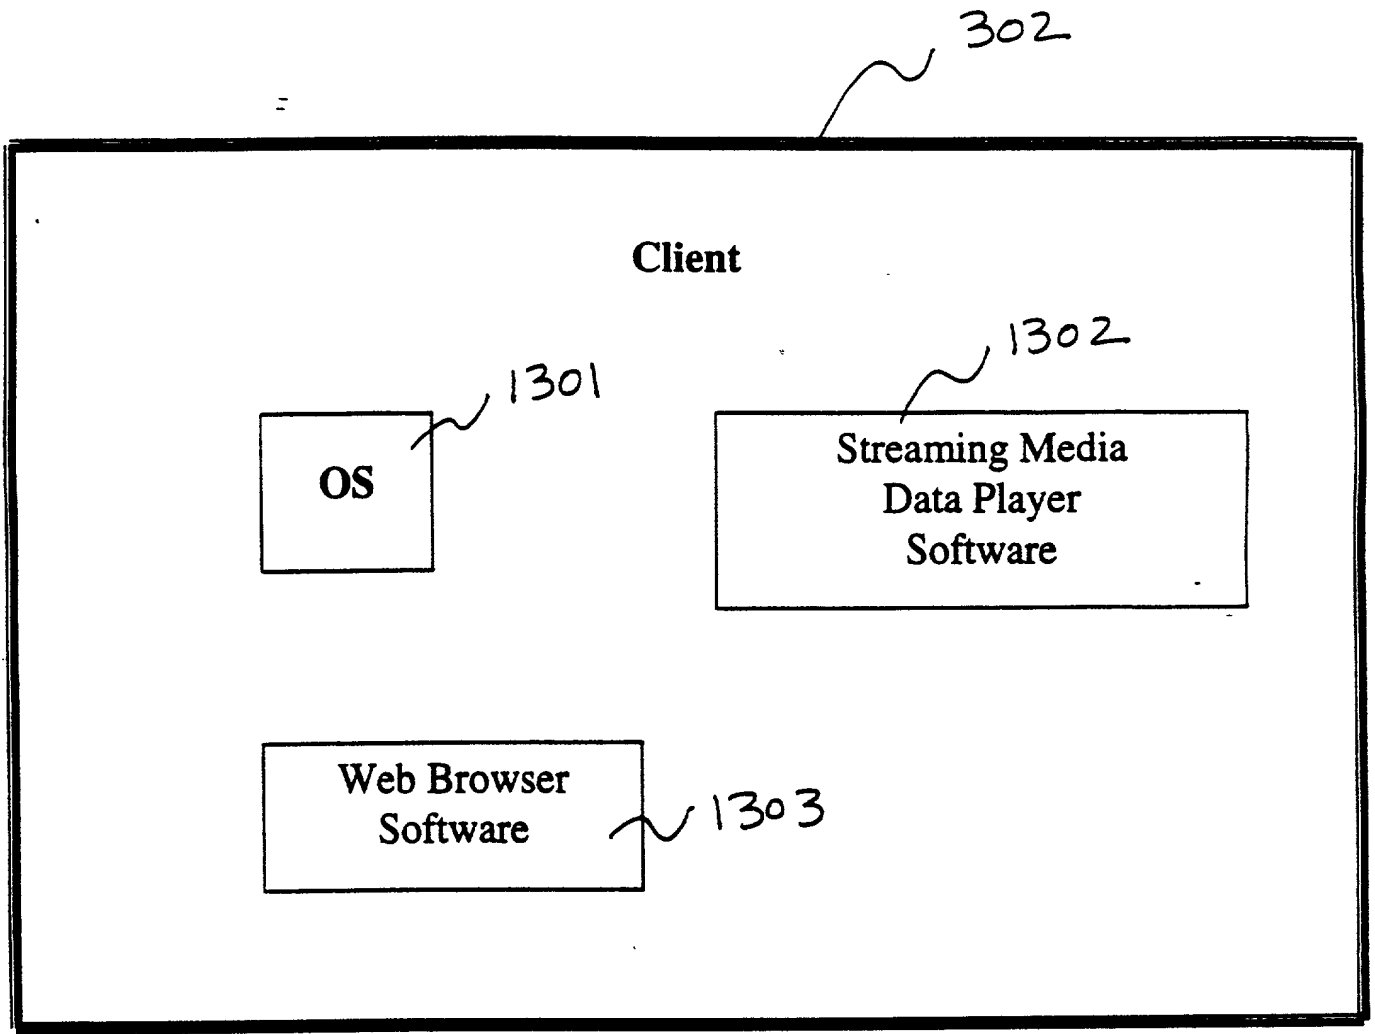 302
Client
1302
1301
Streaming Media
Data Player
Software
OS
Web Browser
Software
1303